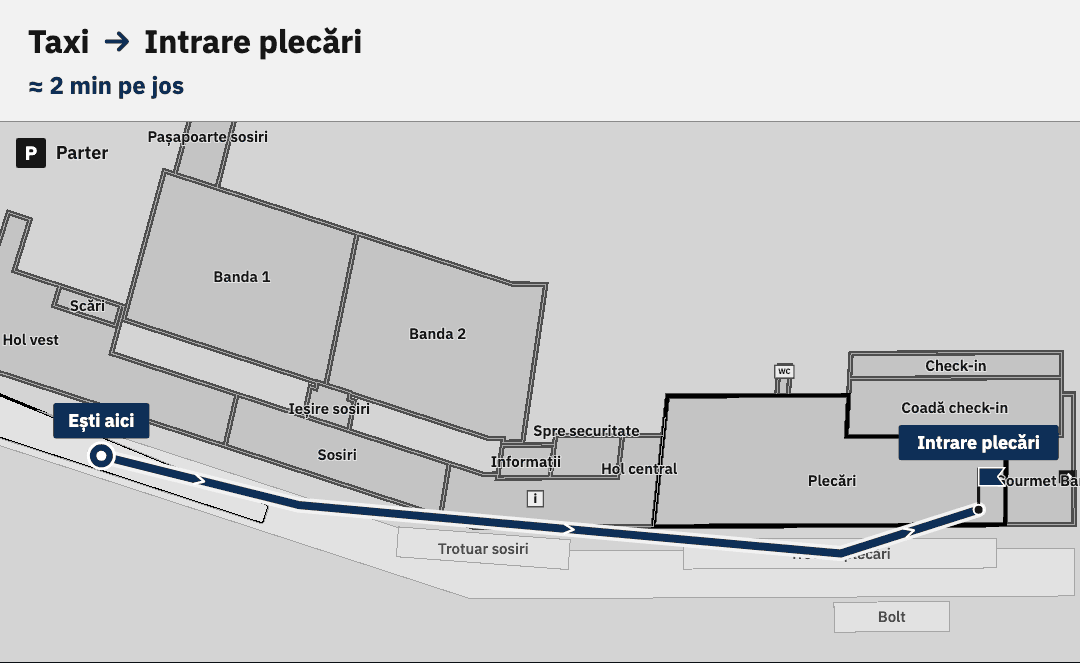 Taxi → Intrare plecări
≈ 2 min pe jos
P Parter
Pașapoarte sosiri
Banda 1
Banda 2
Scări
Hol vest
Ești aici
Ieșire sosiri
Sosiri
Spre securitate
Informații
Hol central
i
WC
Check-in
Coadă check-in
Intrare plecări
Plecări
Trotuar sosiri
Bolt